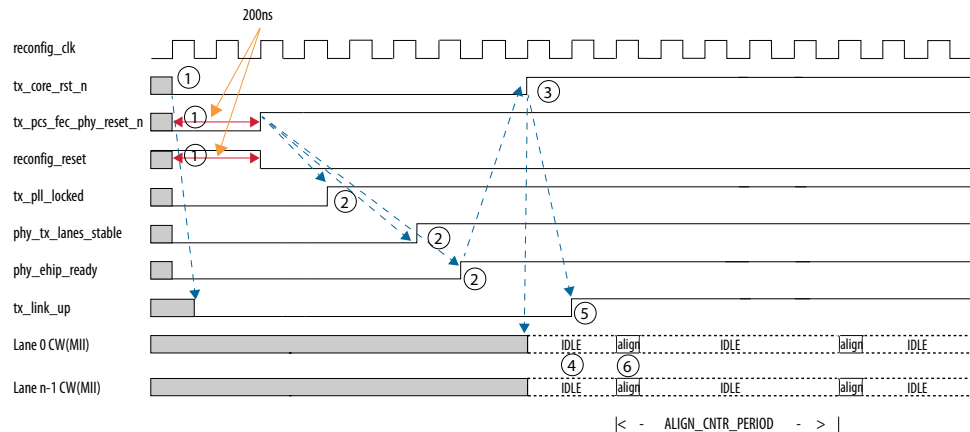 200ns
reconfig_clk
tx_core_rst_n
1
3
tx_pcs_fec_phy_reset_n
1
reconfig_reset
1
tx_pll_locked
2
phy_tx_lanes_stable
2
phy_ehip_ready
2
tx_link_up
5
Lane 0 CW(MII)
IDLE align IDLE align IDLE
4 6
Lane n-1 CW(MII)
IDLE align IDLE align IDLE
|< - ALIGN_CNTR_PERIOD - > |